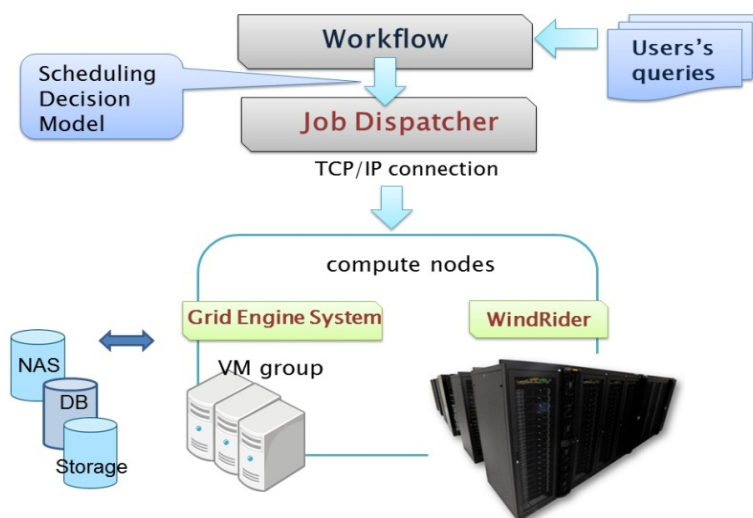 Workflow
Users's
queries
Scheduling
Decision
Model
Job Dispatcher
TCP/IP connection
compute nodes
Grid Engine System
WindRider
VM group
NAS
DB
Storage